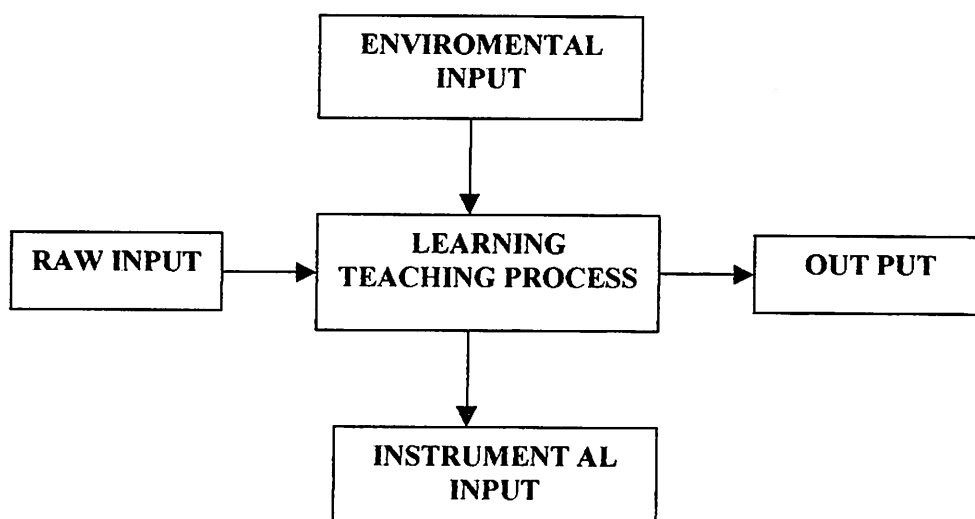 ENVIROMENTAL
INPUT
RAW INPUT
LEARNING
TEACHING PROCESS
OUT PUT
INSTRUMENT AL
INPUT